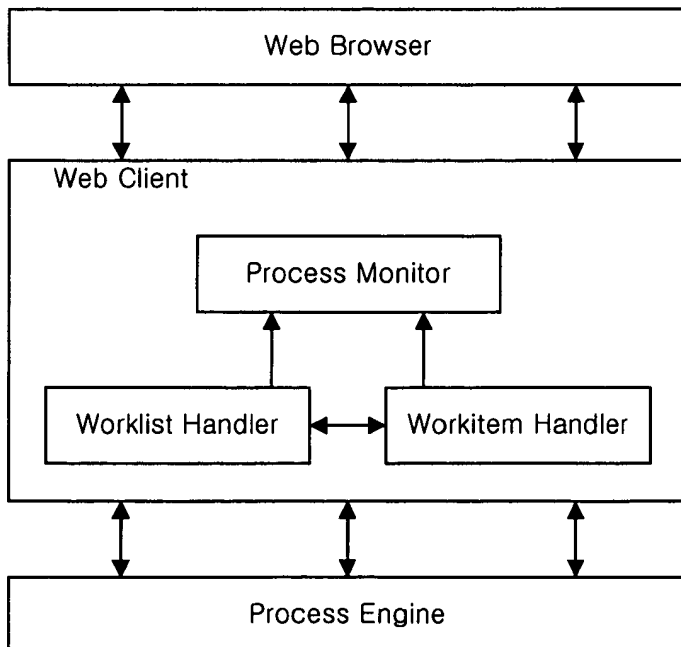 Web Browser
Web Client
Process Monitor
Worklist Handler
Workitem Handler
Process Engine